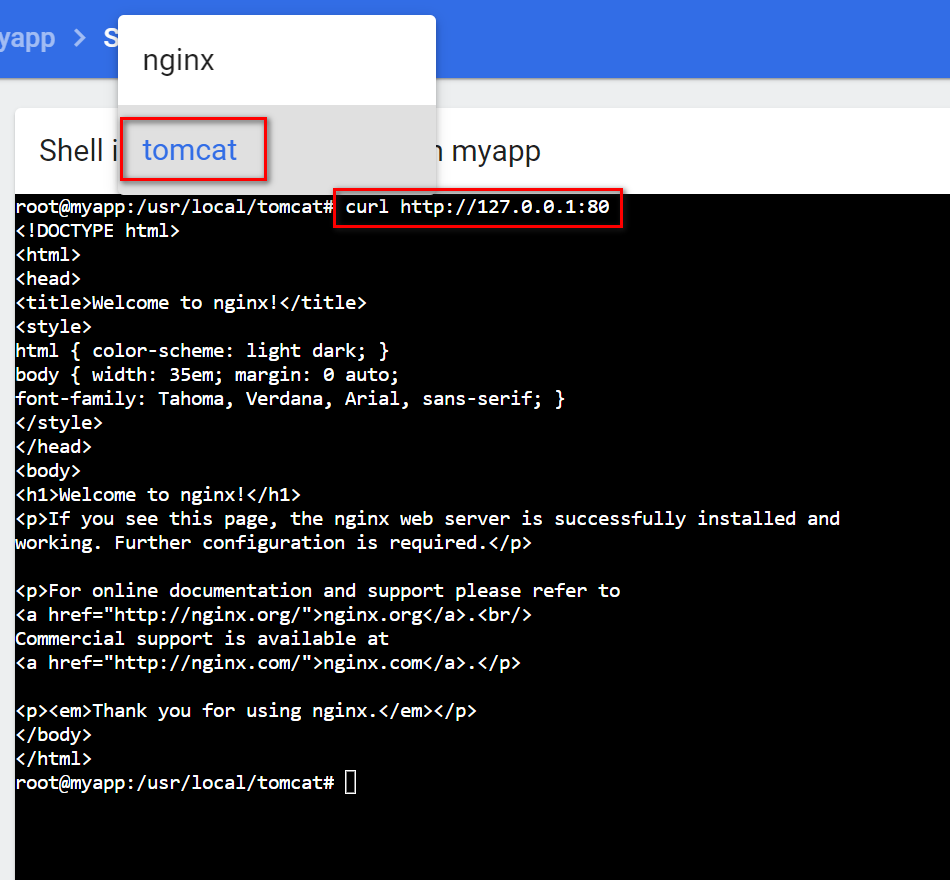 yapp > S
nginx
tomcat
Shell i n myapp
root@myapp:/usr/local/tomcat# curl http://127.0.0.1:80
<!DOCTYPE html>
<html>
<head>
<title>Welcome to nginx!</title>
<style>
html { color-scheme: light dark; }
body { width: 35em; margin: 0 auto;
font-family: Tahoma, Verdana, Arial, sans-serif; }
</style>
</head>
<body>
<h1>Welcome to nginx!</h1>
<p>If you see this page, the nginx web server is successfully installed and
working. Further configuration is required.</p>
<p>For online documentation and support please refer to
<a href="http://nginx.org/">nginx.org</a>.<br/>
Commercial support is available at
<a href="http://nginx.com/">nginx.com</a>.</p>
<p><em>Thank you for using nginx.</em></p>
</body>
</html>
root@myapp:/usr/local/tomcat#